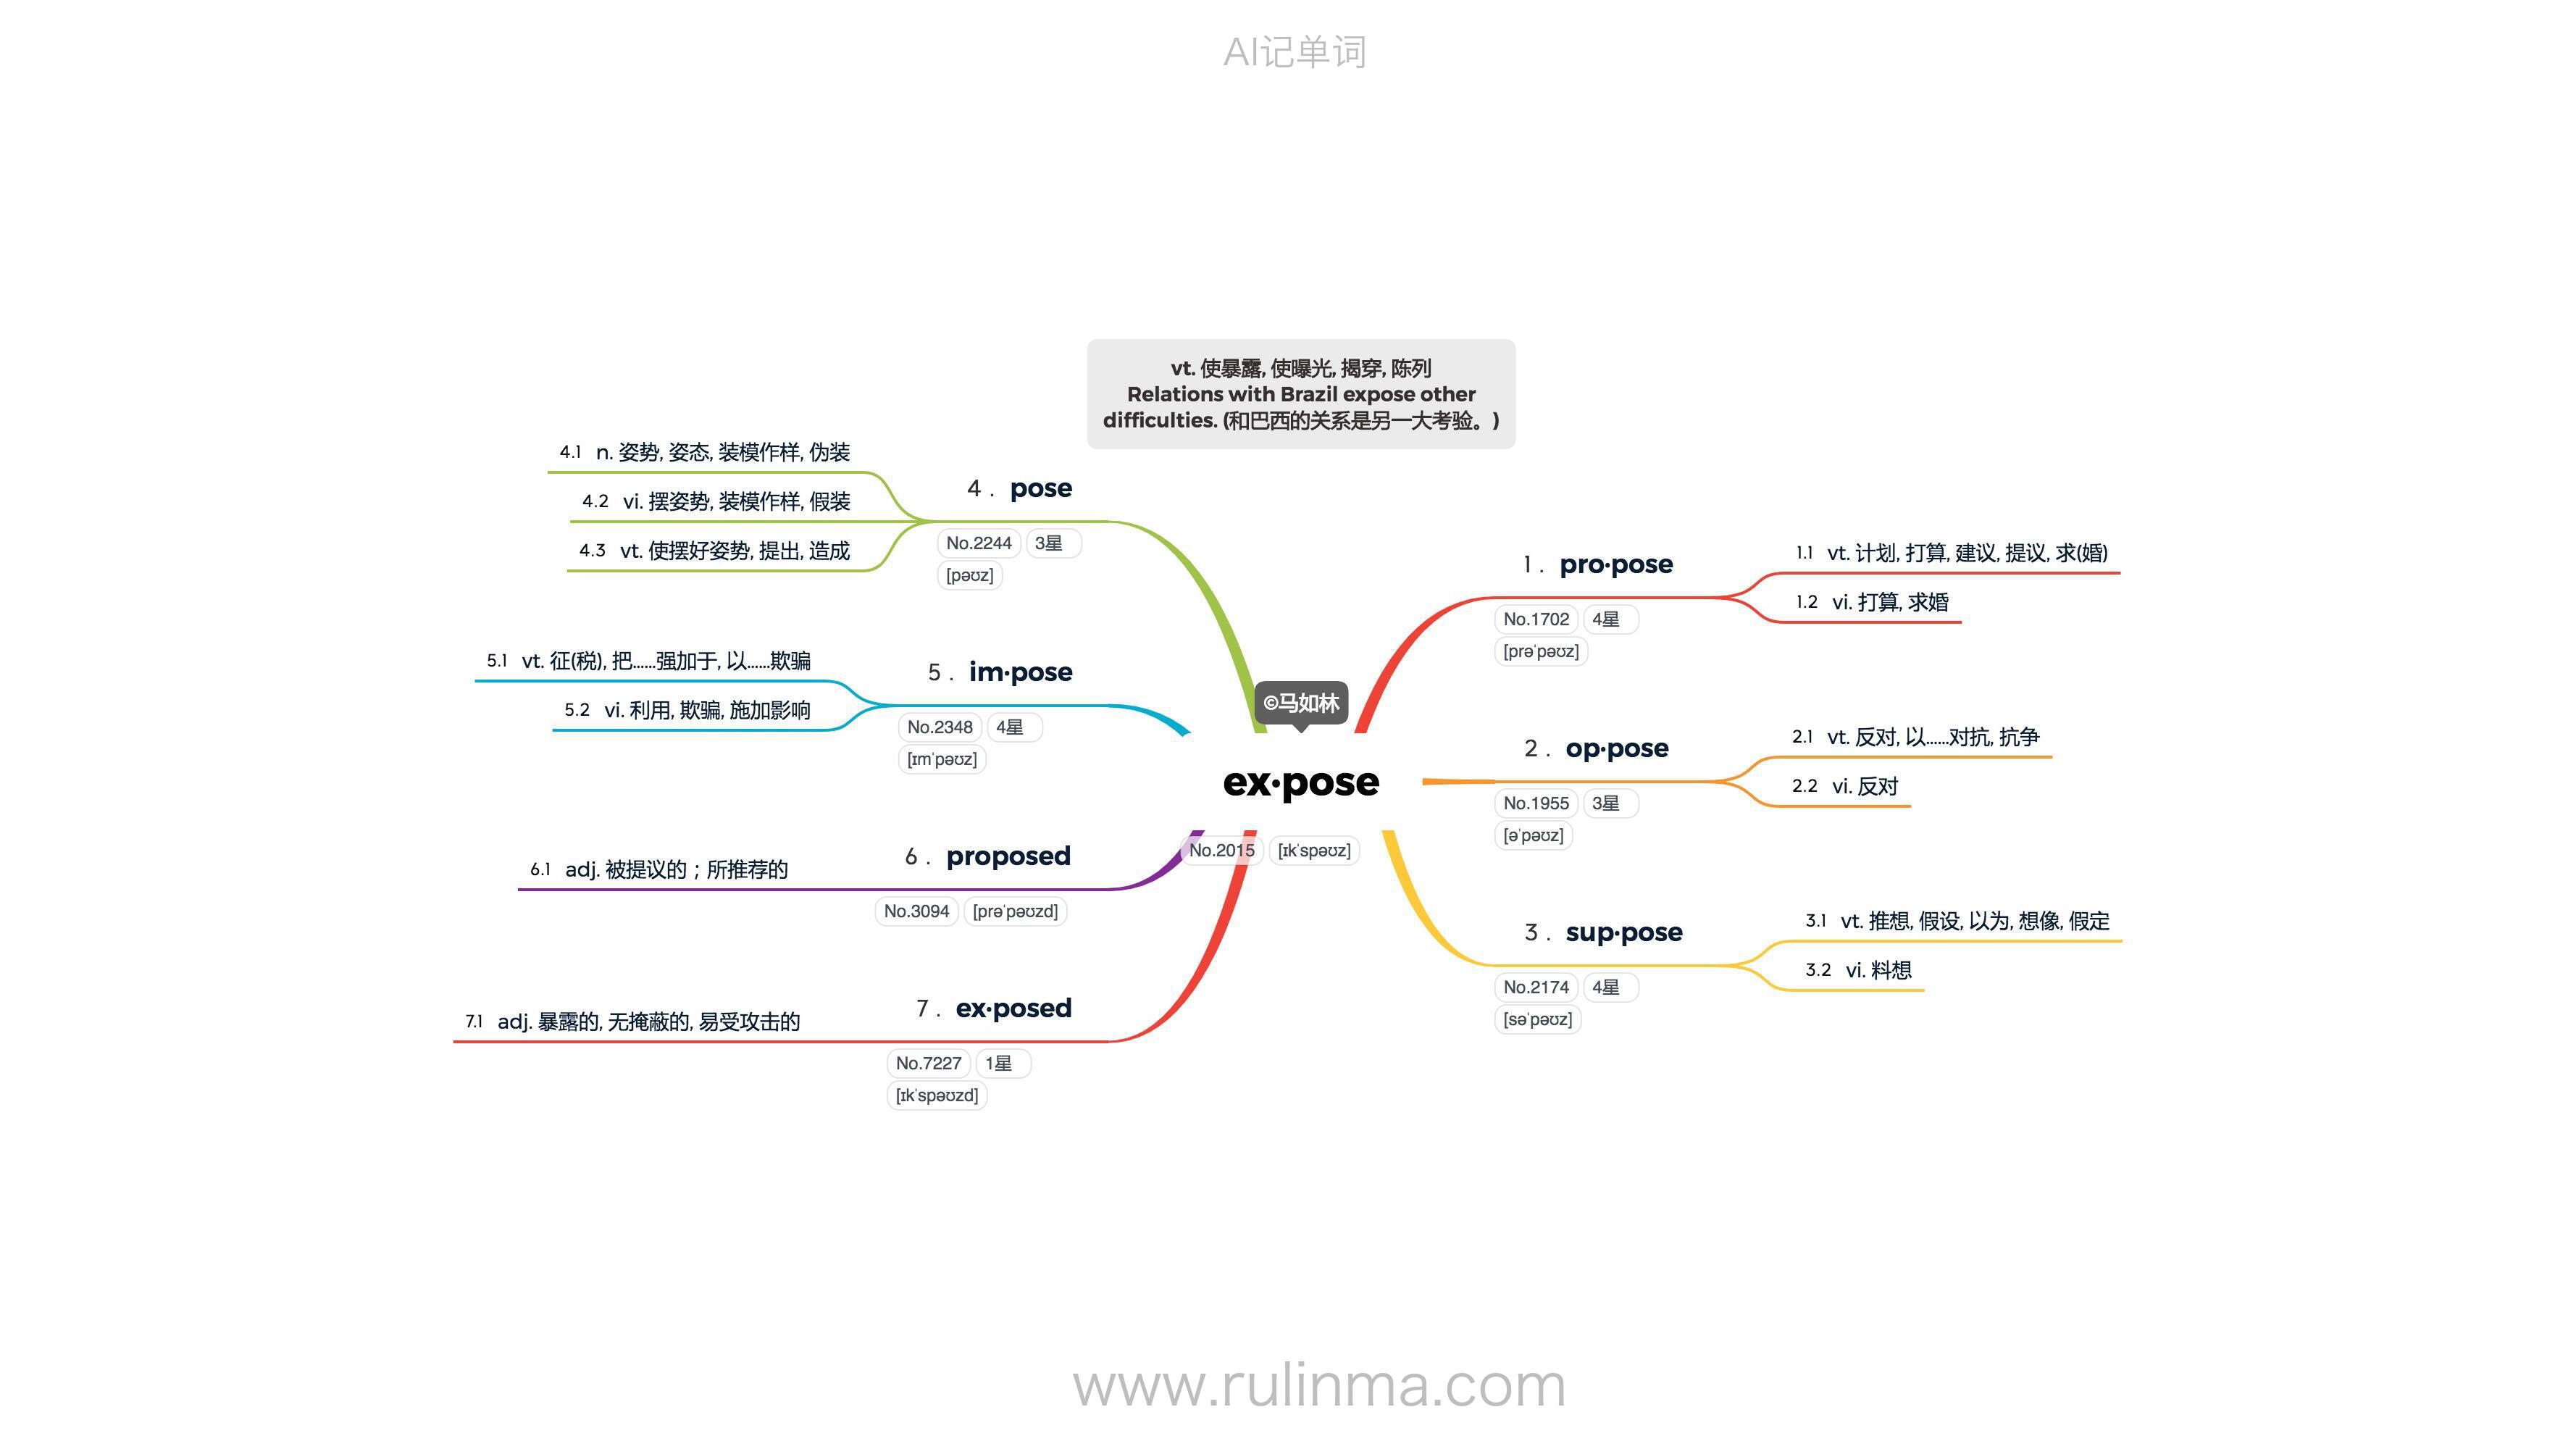 AI记单词
vt. 使暴露, 使曝光, 揭穿, 陈列
Relations with Brazil expose other
difficulties. (和巴西的关系是另一大考验。)
©马如林
ex·pose
No.2015 [ɪkˈspəʊz]
1. pro·pose
No.1702 4星
[prəˈpəʊz]
1.1 vt. 计划, 打算, 建议, 提议, 求(婚)
1.2 vi. 打算, 求婚
2. op·pose
No.1955 3星
[əˈpəʊz]
2.1 vt. 反对, 以......对抗, 抗争
2.2 vi. 反对
3. sup·pose
No.2174 4星
[səˈpəʊz]
3.1 vt. 推想, 假设, 以为, 想像, 假定
3.2 vi. 料想
4. pose
No.2244 3星
[pəʊz]
4.1 n. 姿势, 姿态, 装模作样, 伪装
4.2 vi. 摆姿势, 装模作样, 假装
4.3 vt. 使摆好姿势, 提出, 造成
5. im·pose
No.2348 4星
[ɪmˈpəʊz]
5.1 vt. 征(税), 把......强加于, 以......欺骗
5.2 vi. 利用, 欺骗, 施加影响
6. proposed
No.3094 [prəˈpəʊzd]
6.1 adj. 被提议的；所推荐的
7. ex·posed
No.7227 1星
[ɪkˈspəʊzd]
7.1 adj. 暴露的, 无掩蔽的, 易受攻击的
www.rulinma.com